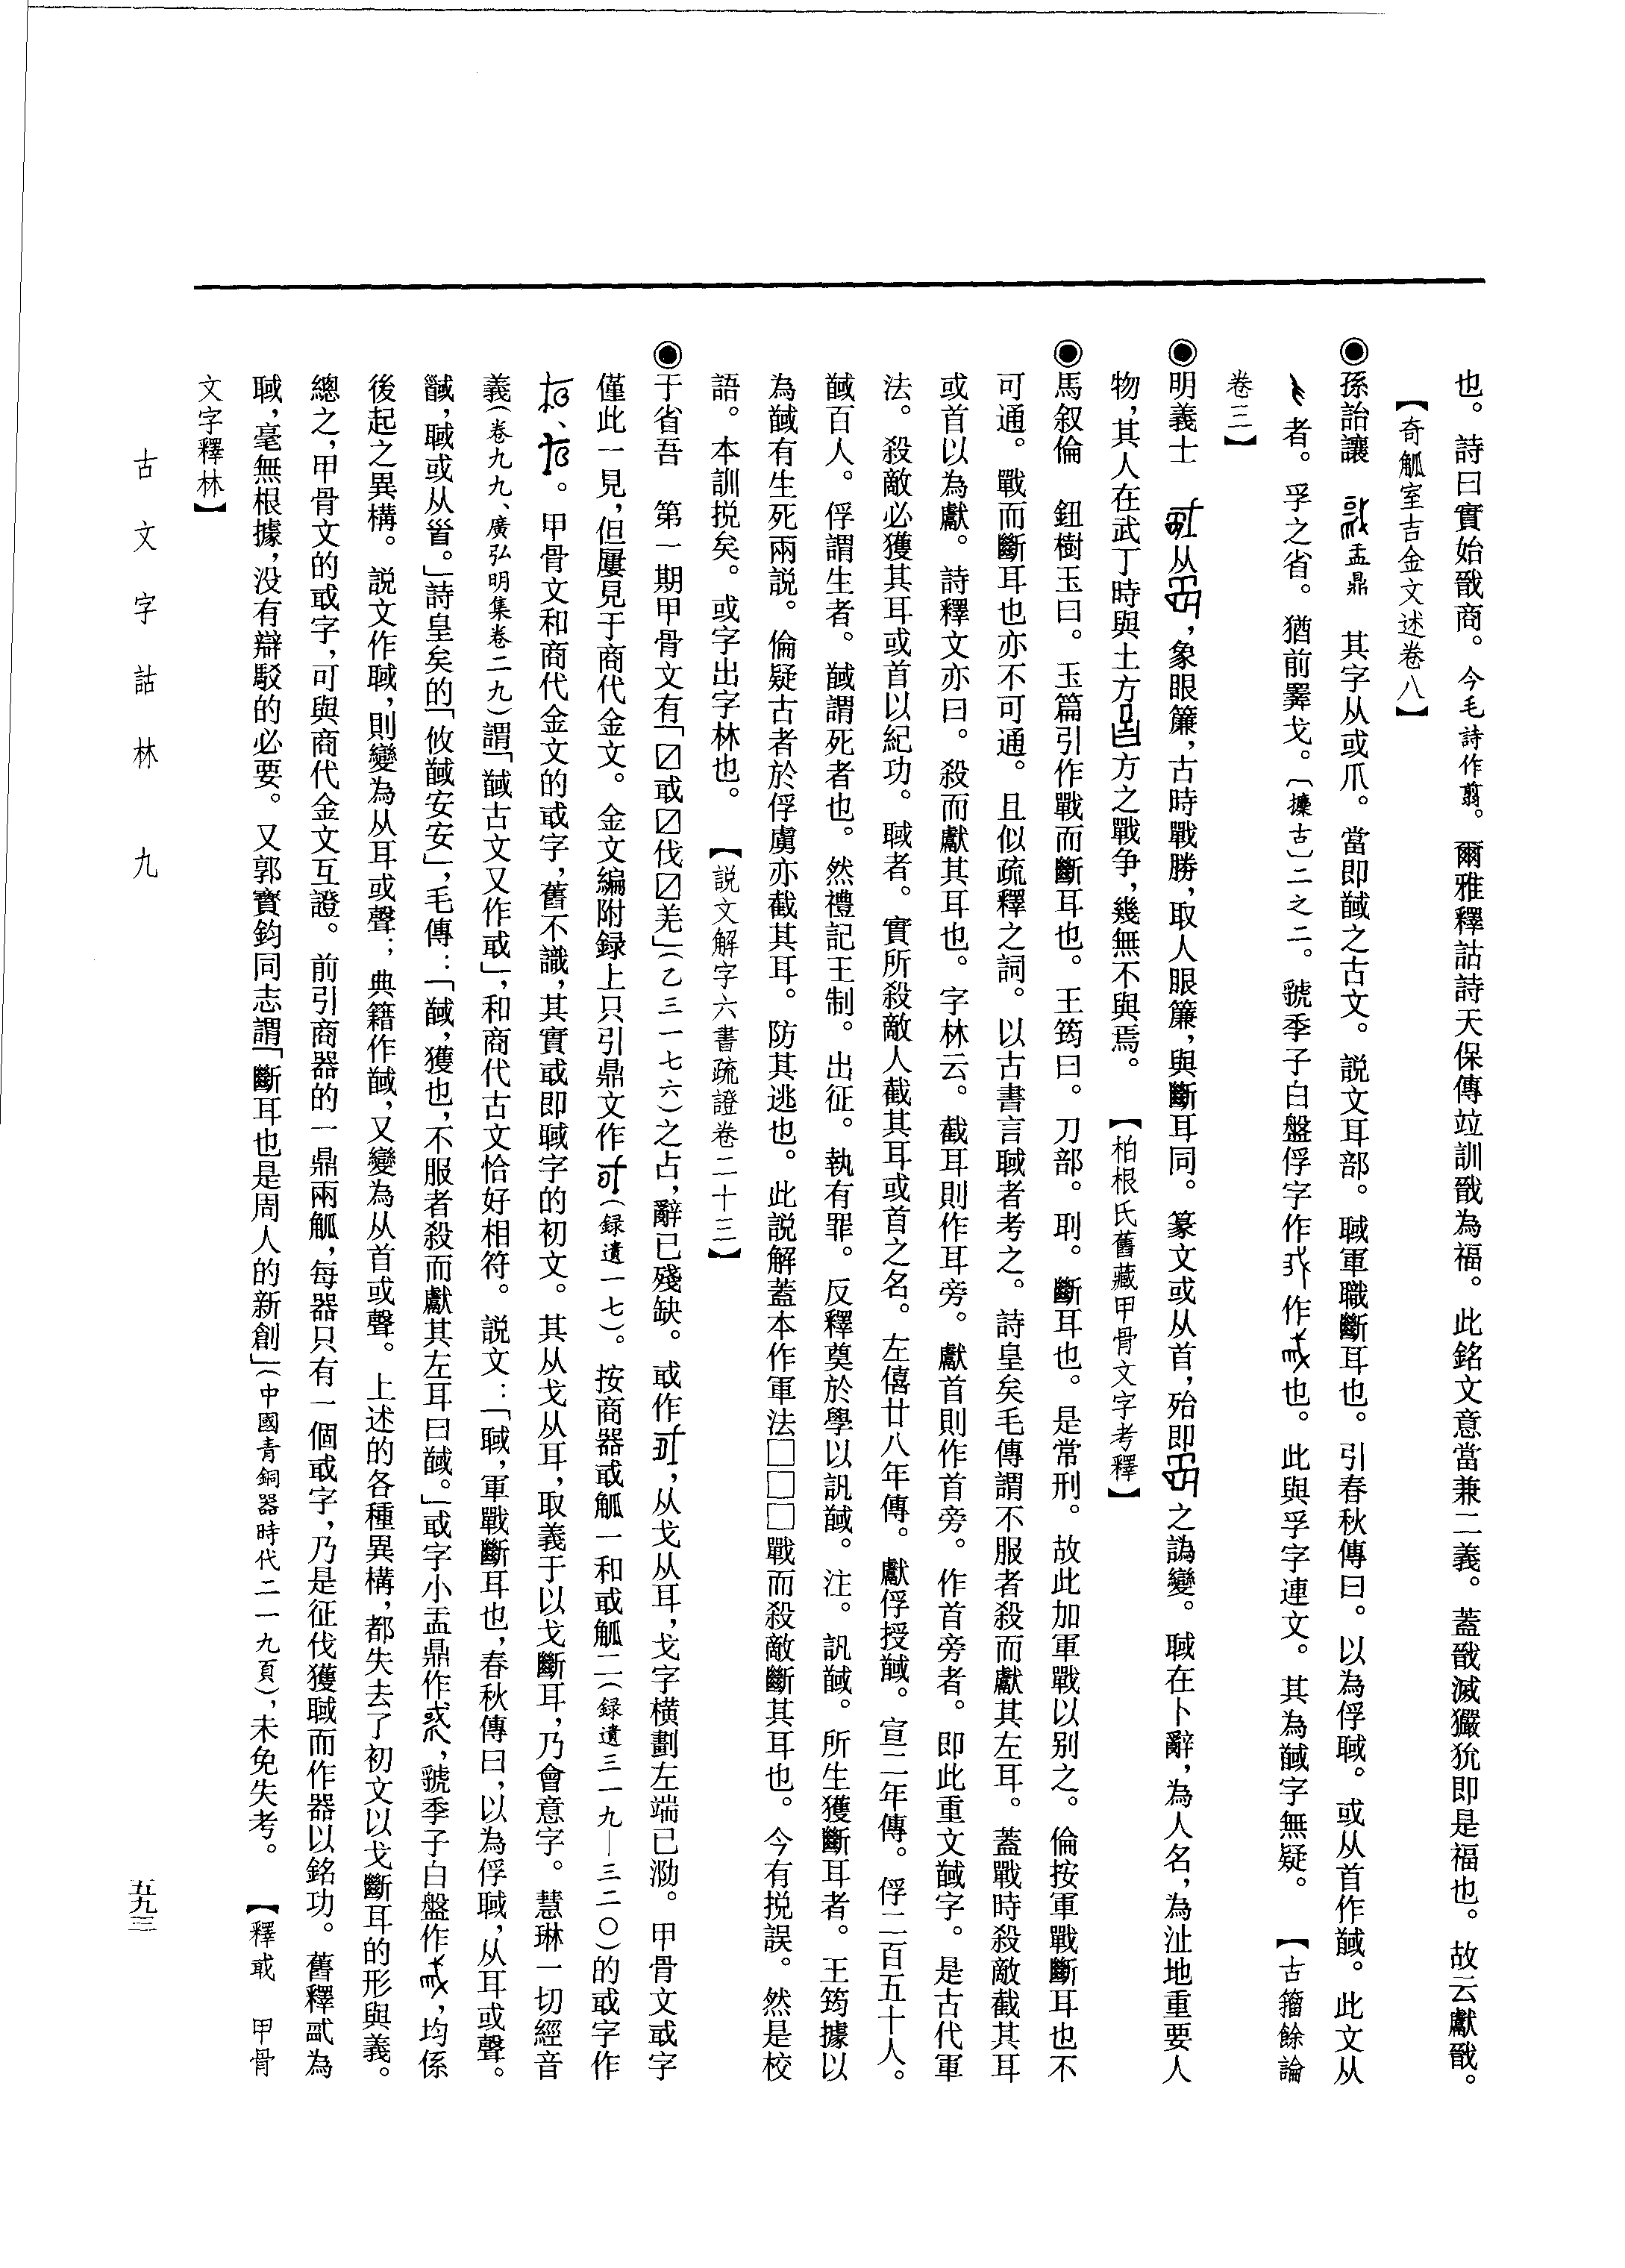 也。詩曰實始戩商。今毛詩作翦。爾雅釋詁詩天保傳竝訓戩為福。此銘文意當兼二義。蓋戩滅玁狁即是福也。故云獻戩。
【奇觚室吉金文述卷八】
◉孫詒讓　盂鼎　其字从或爪。當即馘之古文。說文耳部。聝軍職斷耳也。引春秋傳曰。以為俘聝。或从首作馘。此文从
者。孚之省。猶前睪戈。〔攗古〕二之二。虢季子白盤俘字作　作　也。此與孚字連文。其為馘字無疑。　【古籀餘論
卷三】
◉明義士　从　，象眼簾，古時戰勝，取人眼簾，與斷耳同。篆文或从首，殆即　之譌變。聝在卜辭，為人名，為沚地重要人
物，其人在武丁時與土方　方之戰争，幾無不與焉。　【柏根氏舊藏甲骨文字考釋】
◉馬叙倫　鈕樹玉曰。玉篇引作戰而斷耳也。王筠曰。刀部。刵。斷耳也。是常刑。故此加軍戰以别之。倫按軍戰斷耳也不
可通。戰而斷耳也亦不可通。且似疏釋之詞。以古書言聝者考之。詩皇矣毛傳謂不服者殺而獻其左耳。蓋戰時殺敵截其耳
或首以為獻。詩釋文亦曰。殺而獻其耳也。字林云。截耳則作耳旁。獻首則作首旁。作首旁者。即此重文馘字。是古代軍
法。殺敵必獲其耳或首以紀功。聝者。實所殺敵人截其耳或首之名。左僖廿八年傳。獻俘授馘。宣二年傳。俘二百五十人。
馘百人。俘謂生者。馘謂死者也。然禮記王制。出征。執有罪。反釋奠於學以訊馘。注。訊馘。所生獲斷耳者。王筠據以
為馘有生死兩説。倫疑古者於俘虜亦截其耳。防其逃也。此説解蓋本作軍法□□□戰而殺敵斷其耳也。今有挩誤。然是校
語。本訓挩矣。或字出字林也。　【説文解字六書疏證卷二十三】
◉于省吾　第一期甲骨文有「〼戓〼伐〼羌」（乙三一七六）之占，辭已殘缺。戓作　，从戈从耳，戈字横劃左端已泐。甲骨文戓字
僅此一見，但屢見于商代金文。金文編附録上只引鼎文作　（録遺一七）。按商器戓觚一和戓觚二（録遺三一九—三二〇）的戓字作
、　。甲骨文和商代金文的戓字，舊不識，其實戓即聝字的初文。其从戈从耳，取義于以戈斷耳，乃會意字。慧琳一切經音
義（卷九九、廣弘明集卷二九）謂「馘古文又作戓」，和商代古文恰好相符。説文：「聝，軍戰斷耳也，春秋傳曰，以為俘聝，从耳或聲。
馘，聝或从首。」詩皇矣的「攸馘安安」，毛傳：「馘，獲也，不服者殺而獻其左耳曰馘。」戓字小盂鼎作　，虢季子白盤作　，均係
後起之異構。説文作聝，則變為从耳或聲；典籍作馘，又變為从首或聲。上述的各種異構，都失去了初文以戈斷耳的形與義。
總之，甲骨文的戓字，可與商代金文互證。前引商器的一鼎兩觚，每器只有一個戓字，乃是征伐獲聝而作器以銘功。舊釋　為
聝，毫無根據，没有辯駁的必要。又郭寶鈞同志謂「斷耳也是周人的新創」（中國青銅器時代二一九頁），未免失考。　【釋戓　甲骨
文字釋林】
古文字詁林　九
五九三